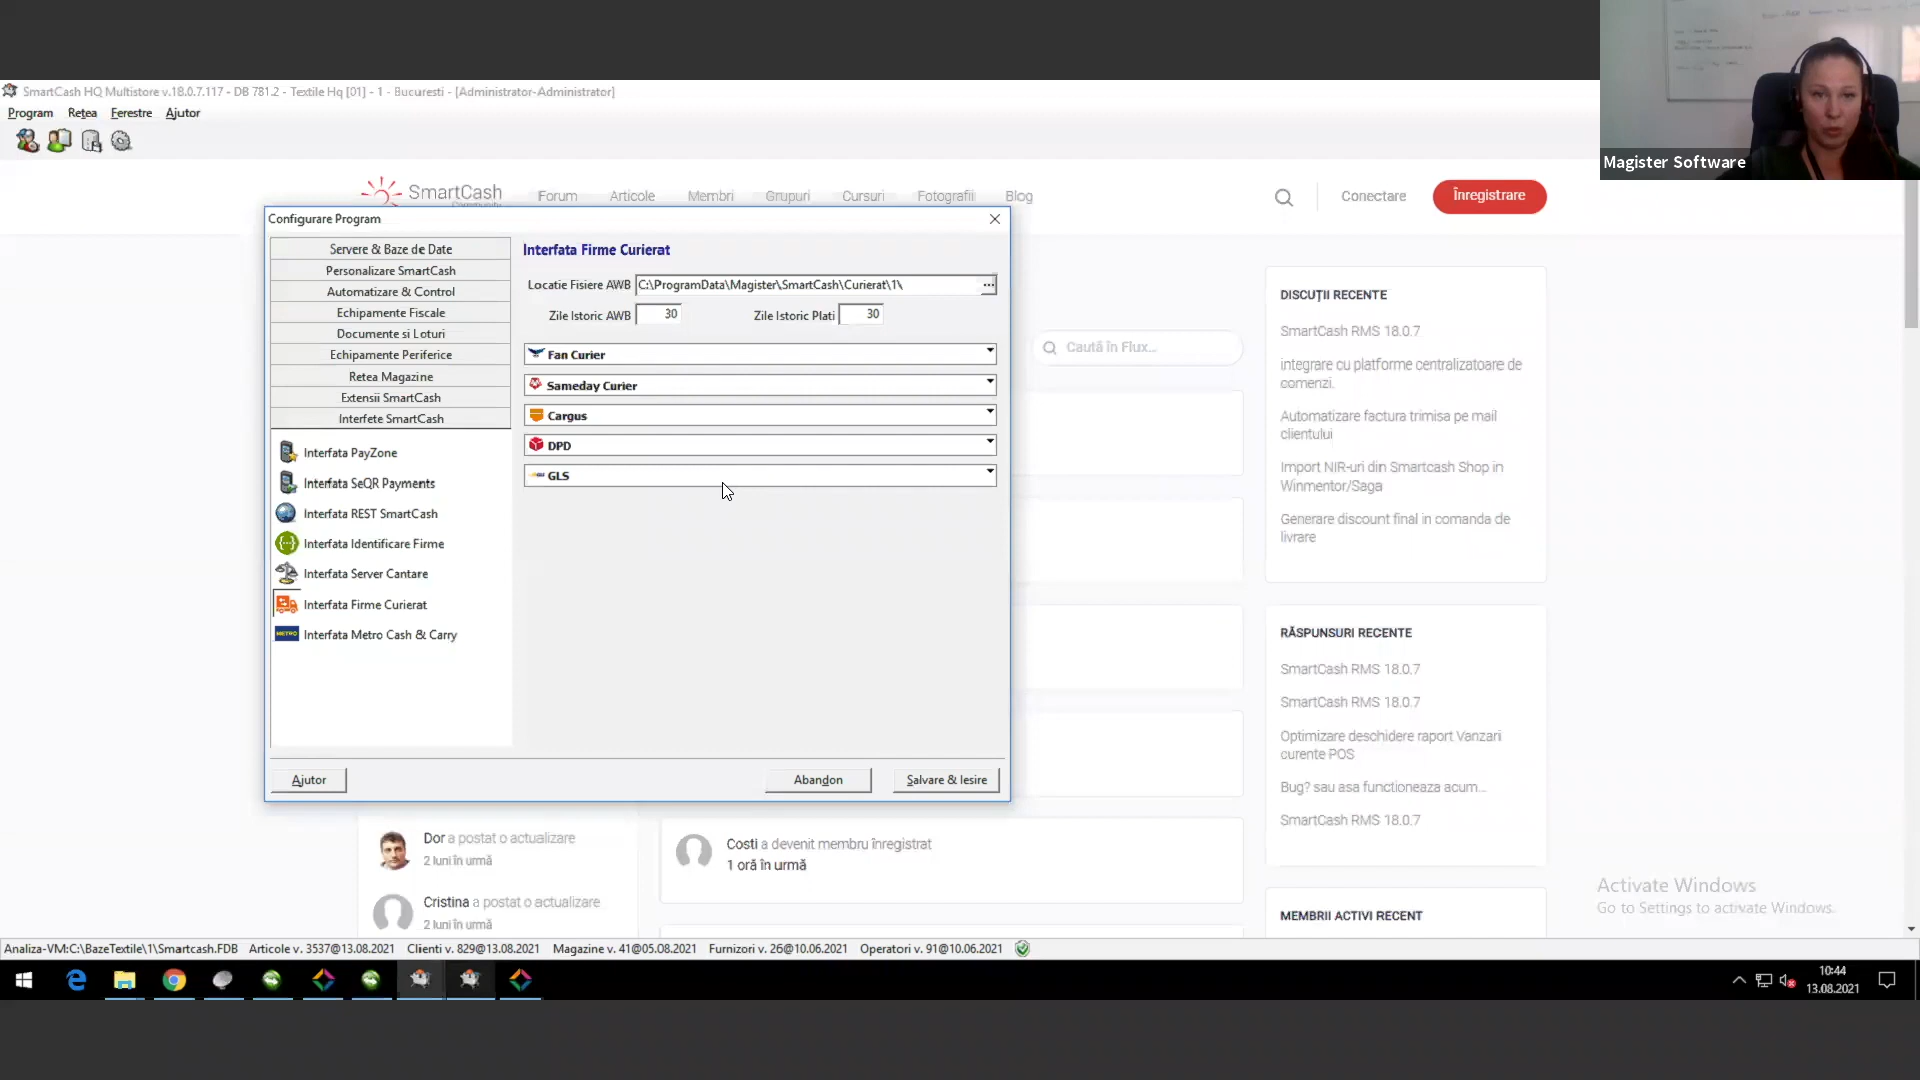 Magister Software
SmartCash HQ Multistore v.18.0.7.117 - DB 781.2 - Textile Hq [01] - 1 - Bucuresti - [Administrator-Administrator]
Program Rețea Ferestre Ajutor
SmartCash Forum Articole Membri Grupuri Cursuri Fotografii Blog Conectare Înregistrare
Configurare Program
Servere & Baze de Date
Personalizare SmartCash
Automatizare & Control
Echipamente Fiscale
Documente si Loturi
Echipamente Periferice
Retea Magazine
Extensii SmartCash
Interfete SmartCash
Interfata PayZone
Interfata SeQR Payments
Interfata REST SmartCash
Interfata Identificare Firme
Interfata Server Cantare
Interfata Firme Curierat
METRO Interfata Metro Cash & Carry
Interfata Firme Curierat
Locatie Fisiere AWB C:\ProgramData\Magister\SmartCash\Curierat\1\ ...
Zile Istoric AWB 30 Zile Istoric Plati 30
Fan Curier
Sameday Curier
Cargus
DPD
GLS
Ajutor Abandon Salvare & Iesire
Caută în Flux...
DISCUȚII RECENTE
SmartCash RMS 18.0.7
integrare cu platforme centralizatoare de
comenzi.
Automatizare factura trimisa pe mail
clientului
Import NIR-uri din Smartcash Shop in
Winmentor/Saga
Generare discount final in comanda de
livrare
RĂSPUNSURI RECENTE
SmartCash RMS 18.0.7
SmartCash RMS 18.0.7
Optimizare deschidere raport Vanzari
curente POS
Bug? sau asa functioneaza acum...
SmartCash RMS 18.0.7
MEMBRII ACTIVI RECENT
Dor a postat o actualizare
2 luni în urmă
Cristina a postat o actualizare
2 luni în urmă
Costi a devenit membru înregistrat
1 oră în urmă
Activate Windows
Go to Settings to activate Windows.
Analiza-VM:C:\BazeTextile\1\Smartcash.FDB Articole v. 3537@13.08.2021 Clienti v. 829@13.08.2021 Magazine v. 41@05.08.2021 Furnizori v. 26@10.06.2021 Operatori v. 91@10.06.2021
10:44
13.08.2021